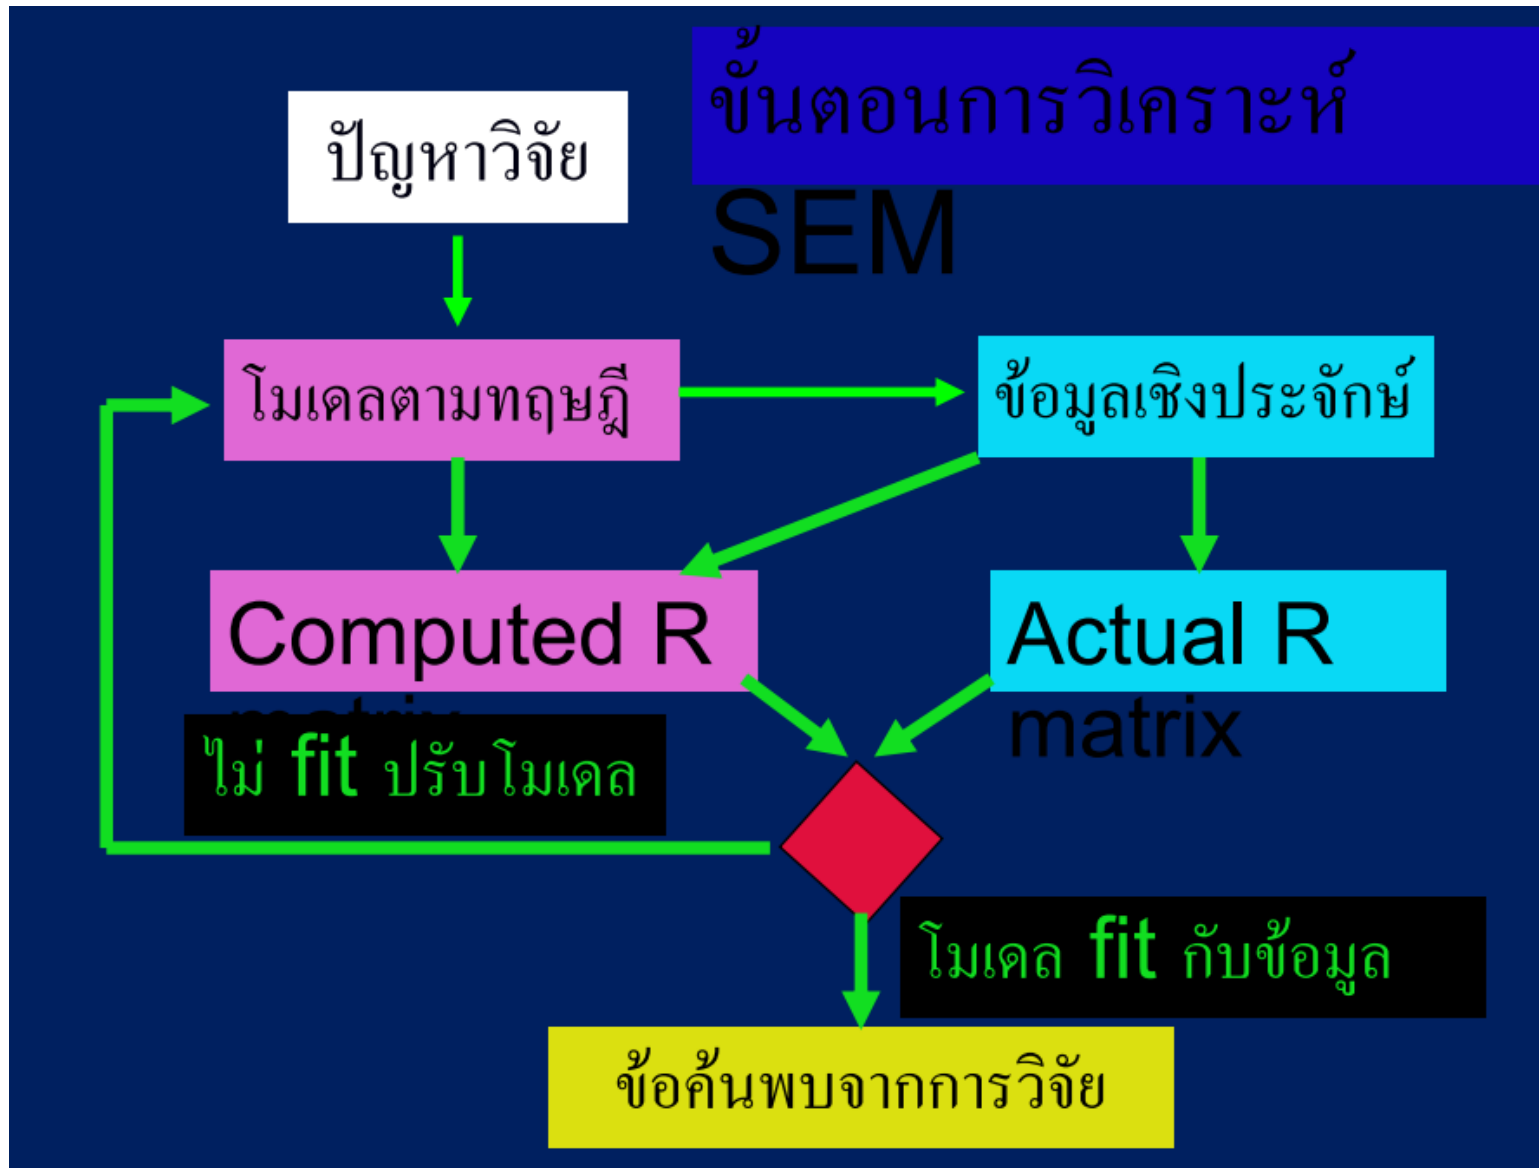 ขั้นตอนการวิเคราะห์
SEM
ปัญหาวิจัย
โมเดลตามทฤษฎี
ข้อมูลเชิงประจักษ์
Computed R
matrix
Actual R
matrix
ไม่ fit ปรับโมเดล
โมเดล fit กับข้อมูล
ข้อค้นพบจากการวิจัย